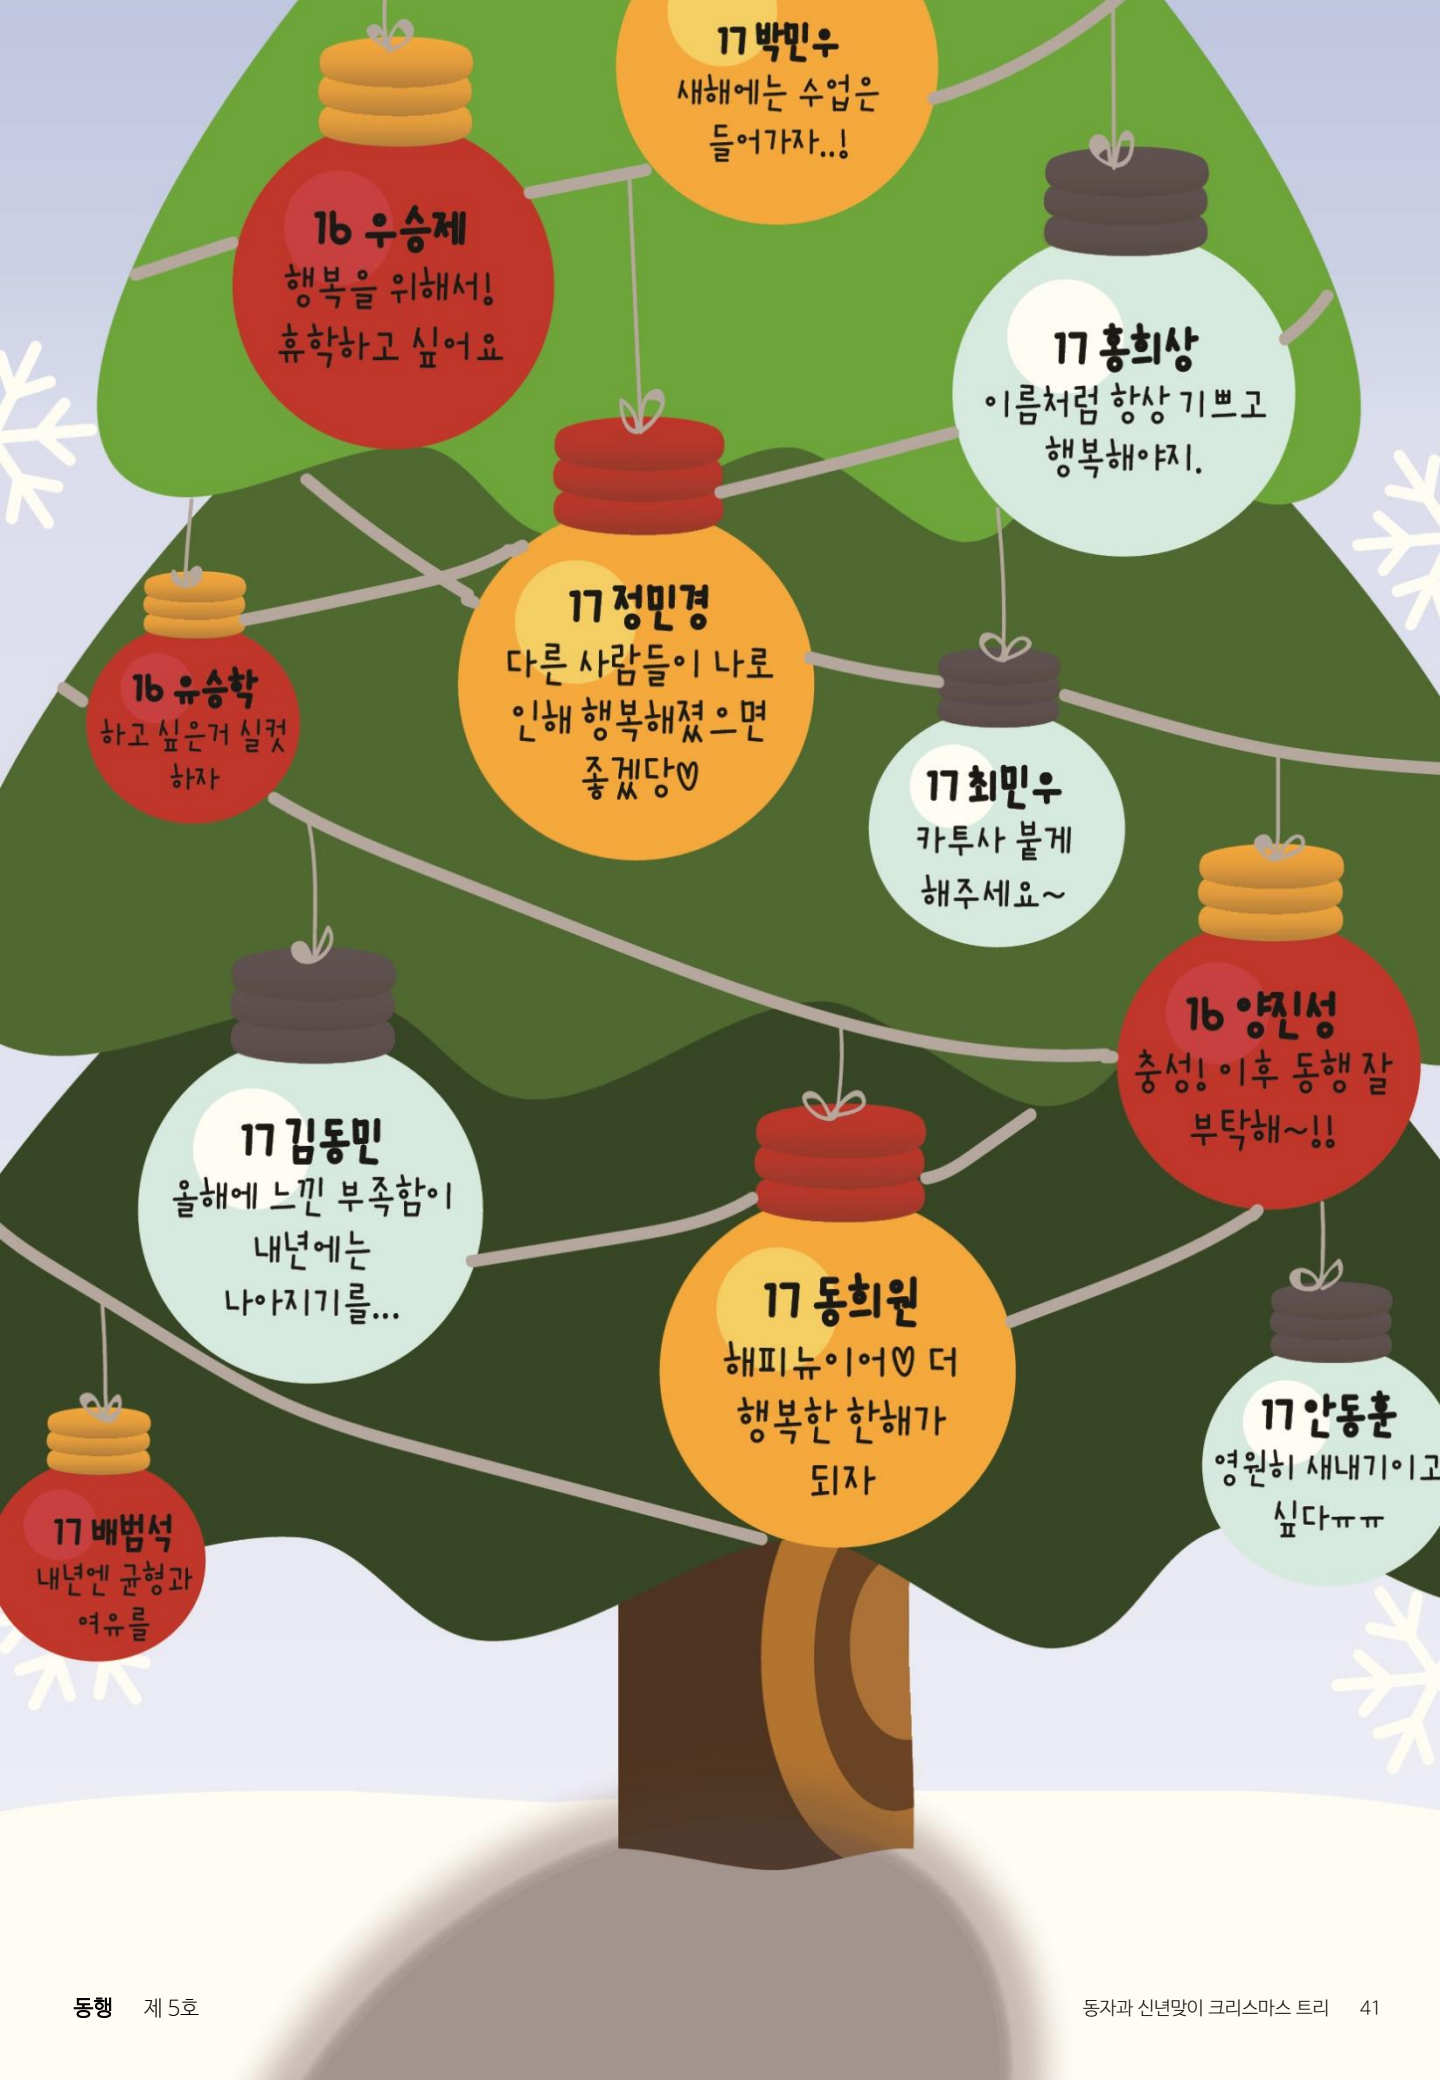 17 박민우
새해에는 수업은
들어가자..!
16 우승제
행복을 위해서!
휴학하고 싶어요
17 홍희상
이름처럼 항상 기쁘고
행복해야지.
17 정민경
다른 사람들이 나로
인해 행복해졌으면
좋겠당♡
16 유승학
하고 싶은거 실컷
하자
17 최민우
카투사 붙게
해주세요~
16 양진성
충성! 이후 동행 잘
부탁해~!!
17 김동민
올해에 느낀 부족함이
내년에는
나아지기를...
17 동희원
해피뉴이어♡ 더
행복한 한해가
되자
17 안동훈
영원히 새내기이고
싶다ㅠㅠ
17 배범석
내년엔 균형과
여유를
동행 제 5호
동자과 신년맞이 크리스마스 트리 41